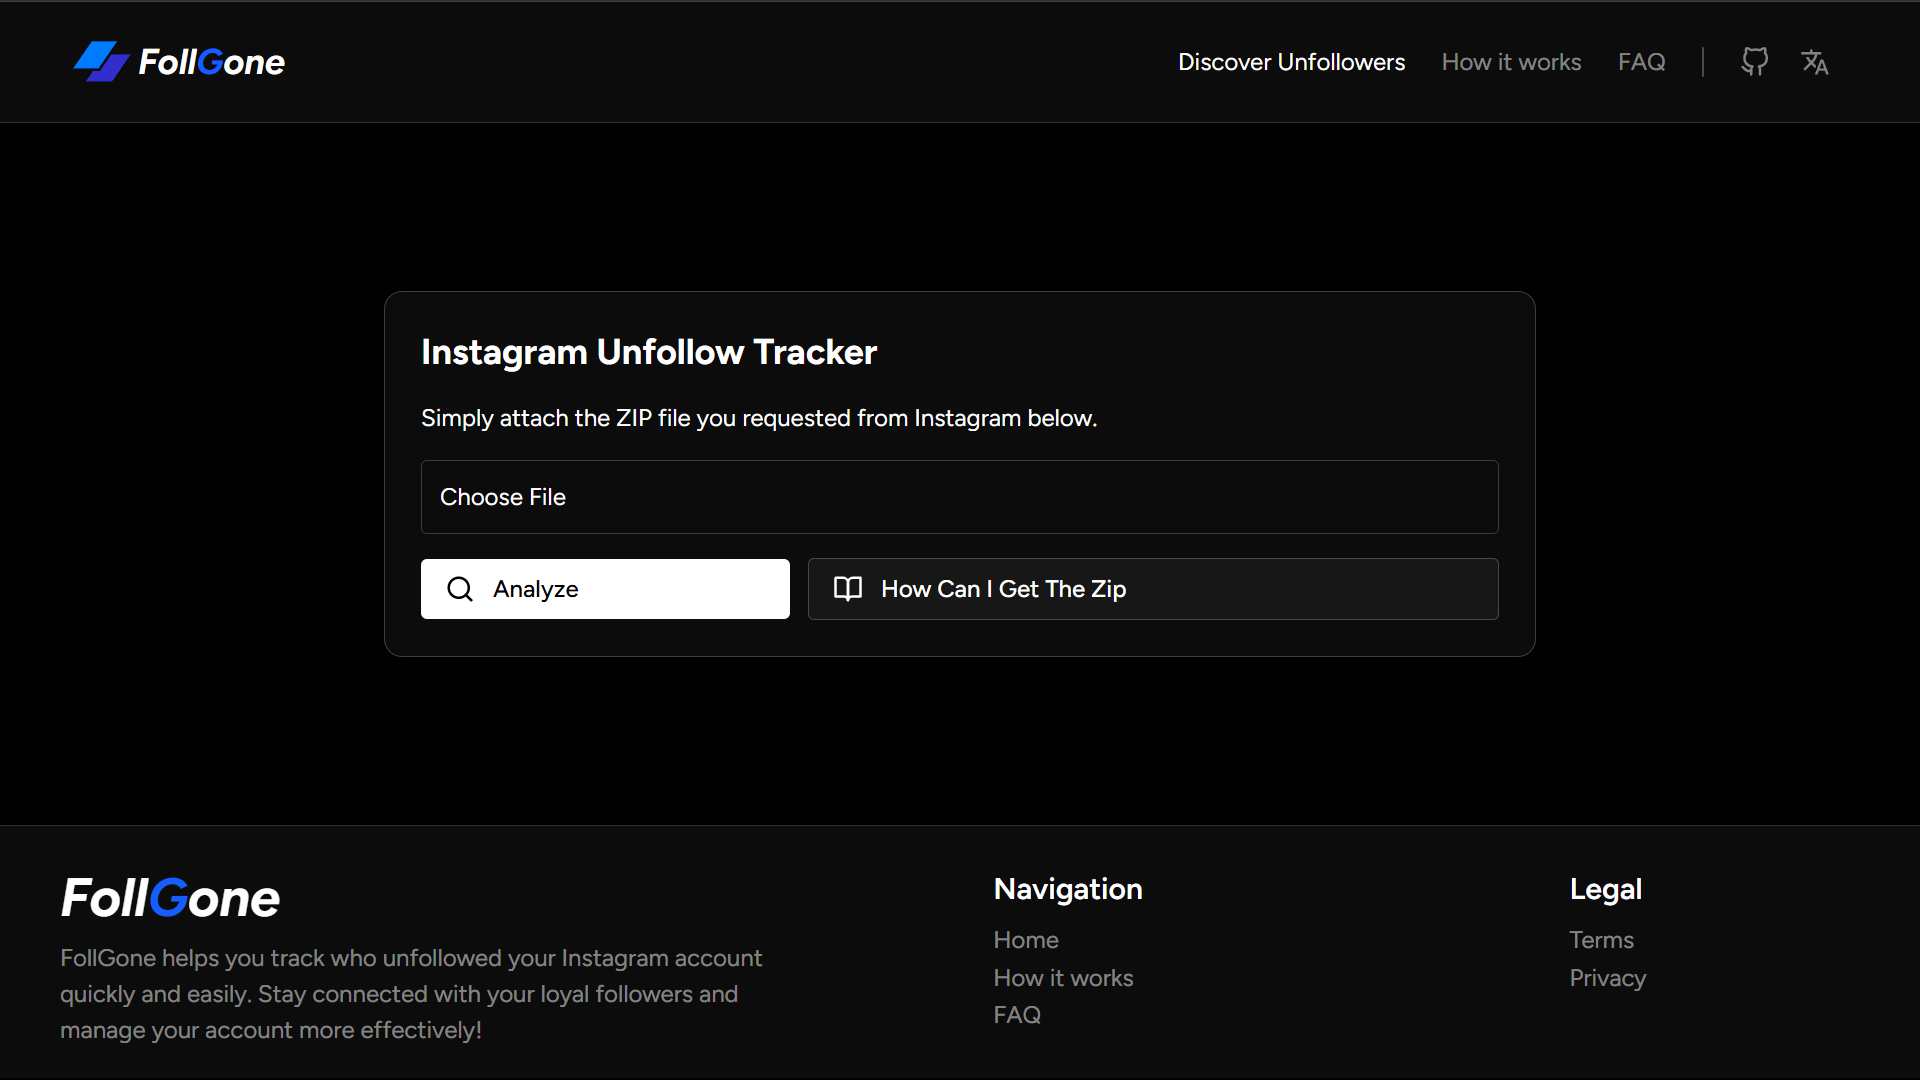 FollGone
Discover Unfollowers
How it works
FAQ
Instagram Unfollow Tracker
Simply attach the ZIP file you requested from Instagram below.
Choose File
Analyze
How Can I Get The Zip
FollGone
FollGone helps you track who unfollowed your Instagram account
quickly and easily. Stay connected with your loyal followers and
manage your account more effectively!
Navigation
Home
How it works
FAQ
Legal
Terms
Privacy